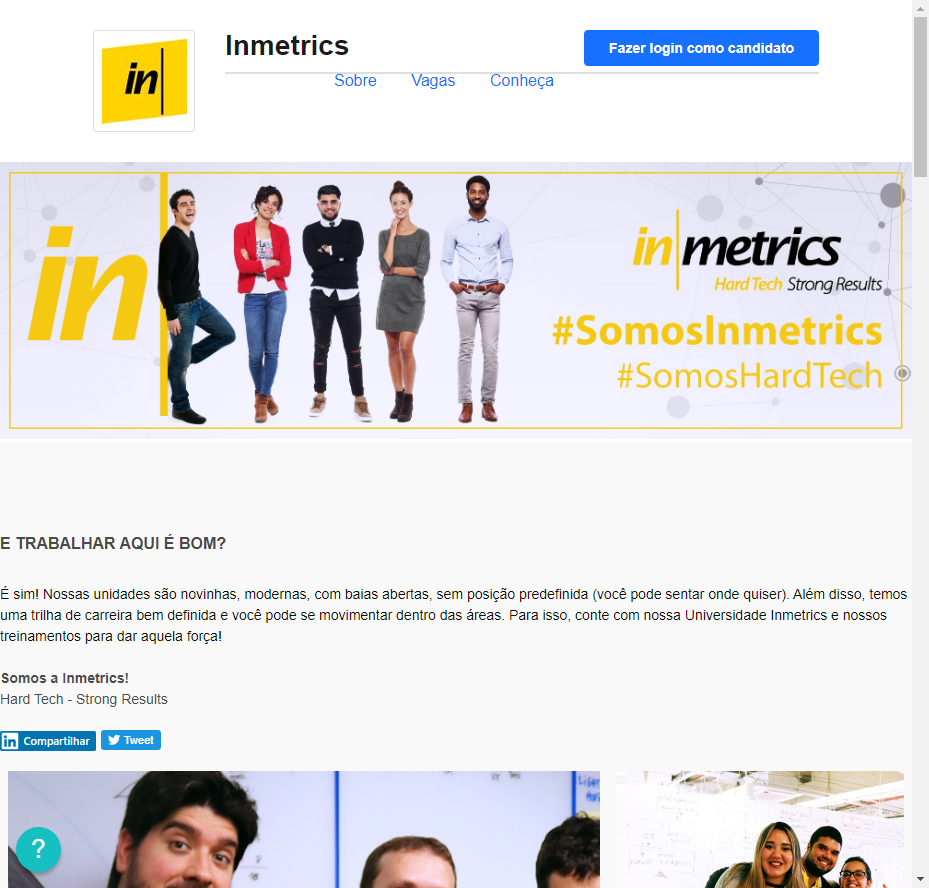 in
Inmetrics
Fazer login como candidato
Sobre
Vagas
Conheça
in
in metrics
Hard Tech Strong Results
#SomosInmetrics
#SomosHardTech
E TRABALHAR AQUI É BOM?
É sim! Nossas unidades são novinhas, modernas, com baias abertas, sem posição predefinida (você pode sentar onde quiser). Além disso, temos
uma trilha de carreira bem definida e você pode se movimentar dentro das áreas. Para isso, conte com nossa Universidade Inmetrics e nossos
treinamentos para dar aquela força!
Somos a Inmetrics!
Hard Tech - Strong Results
in Compartilhar
Tweet
?